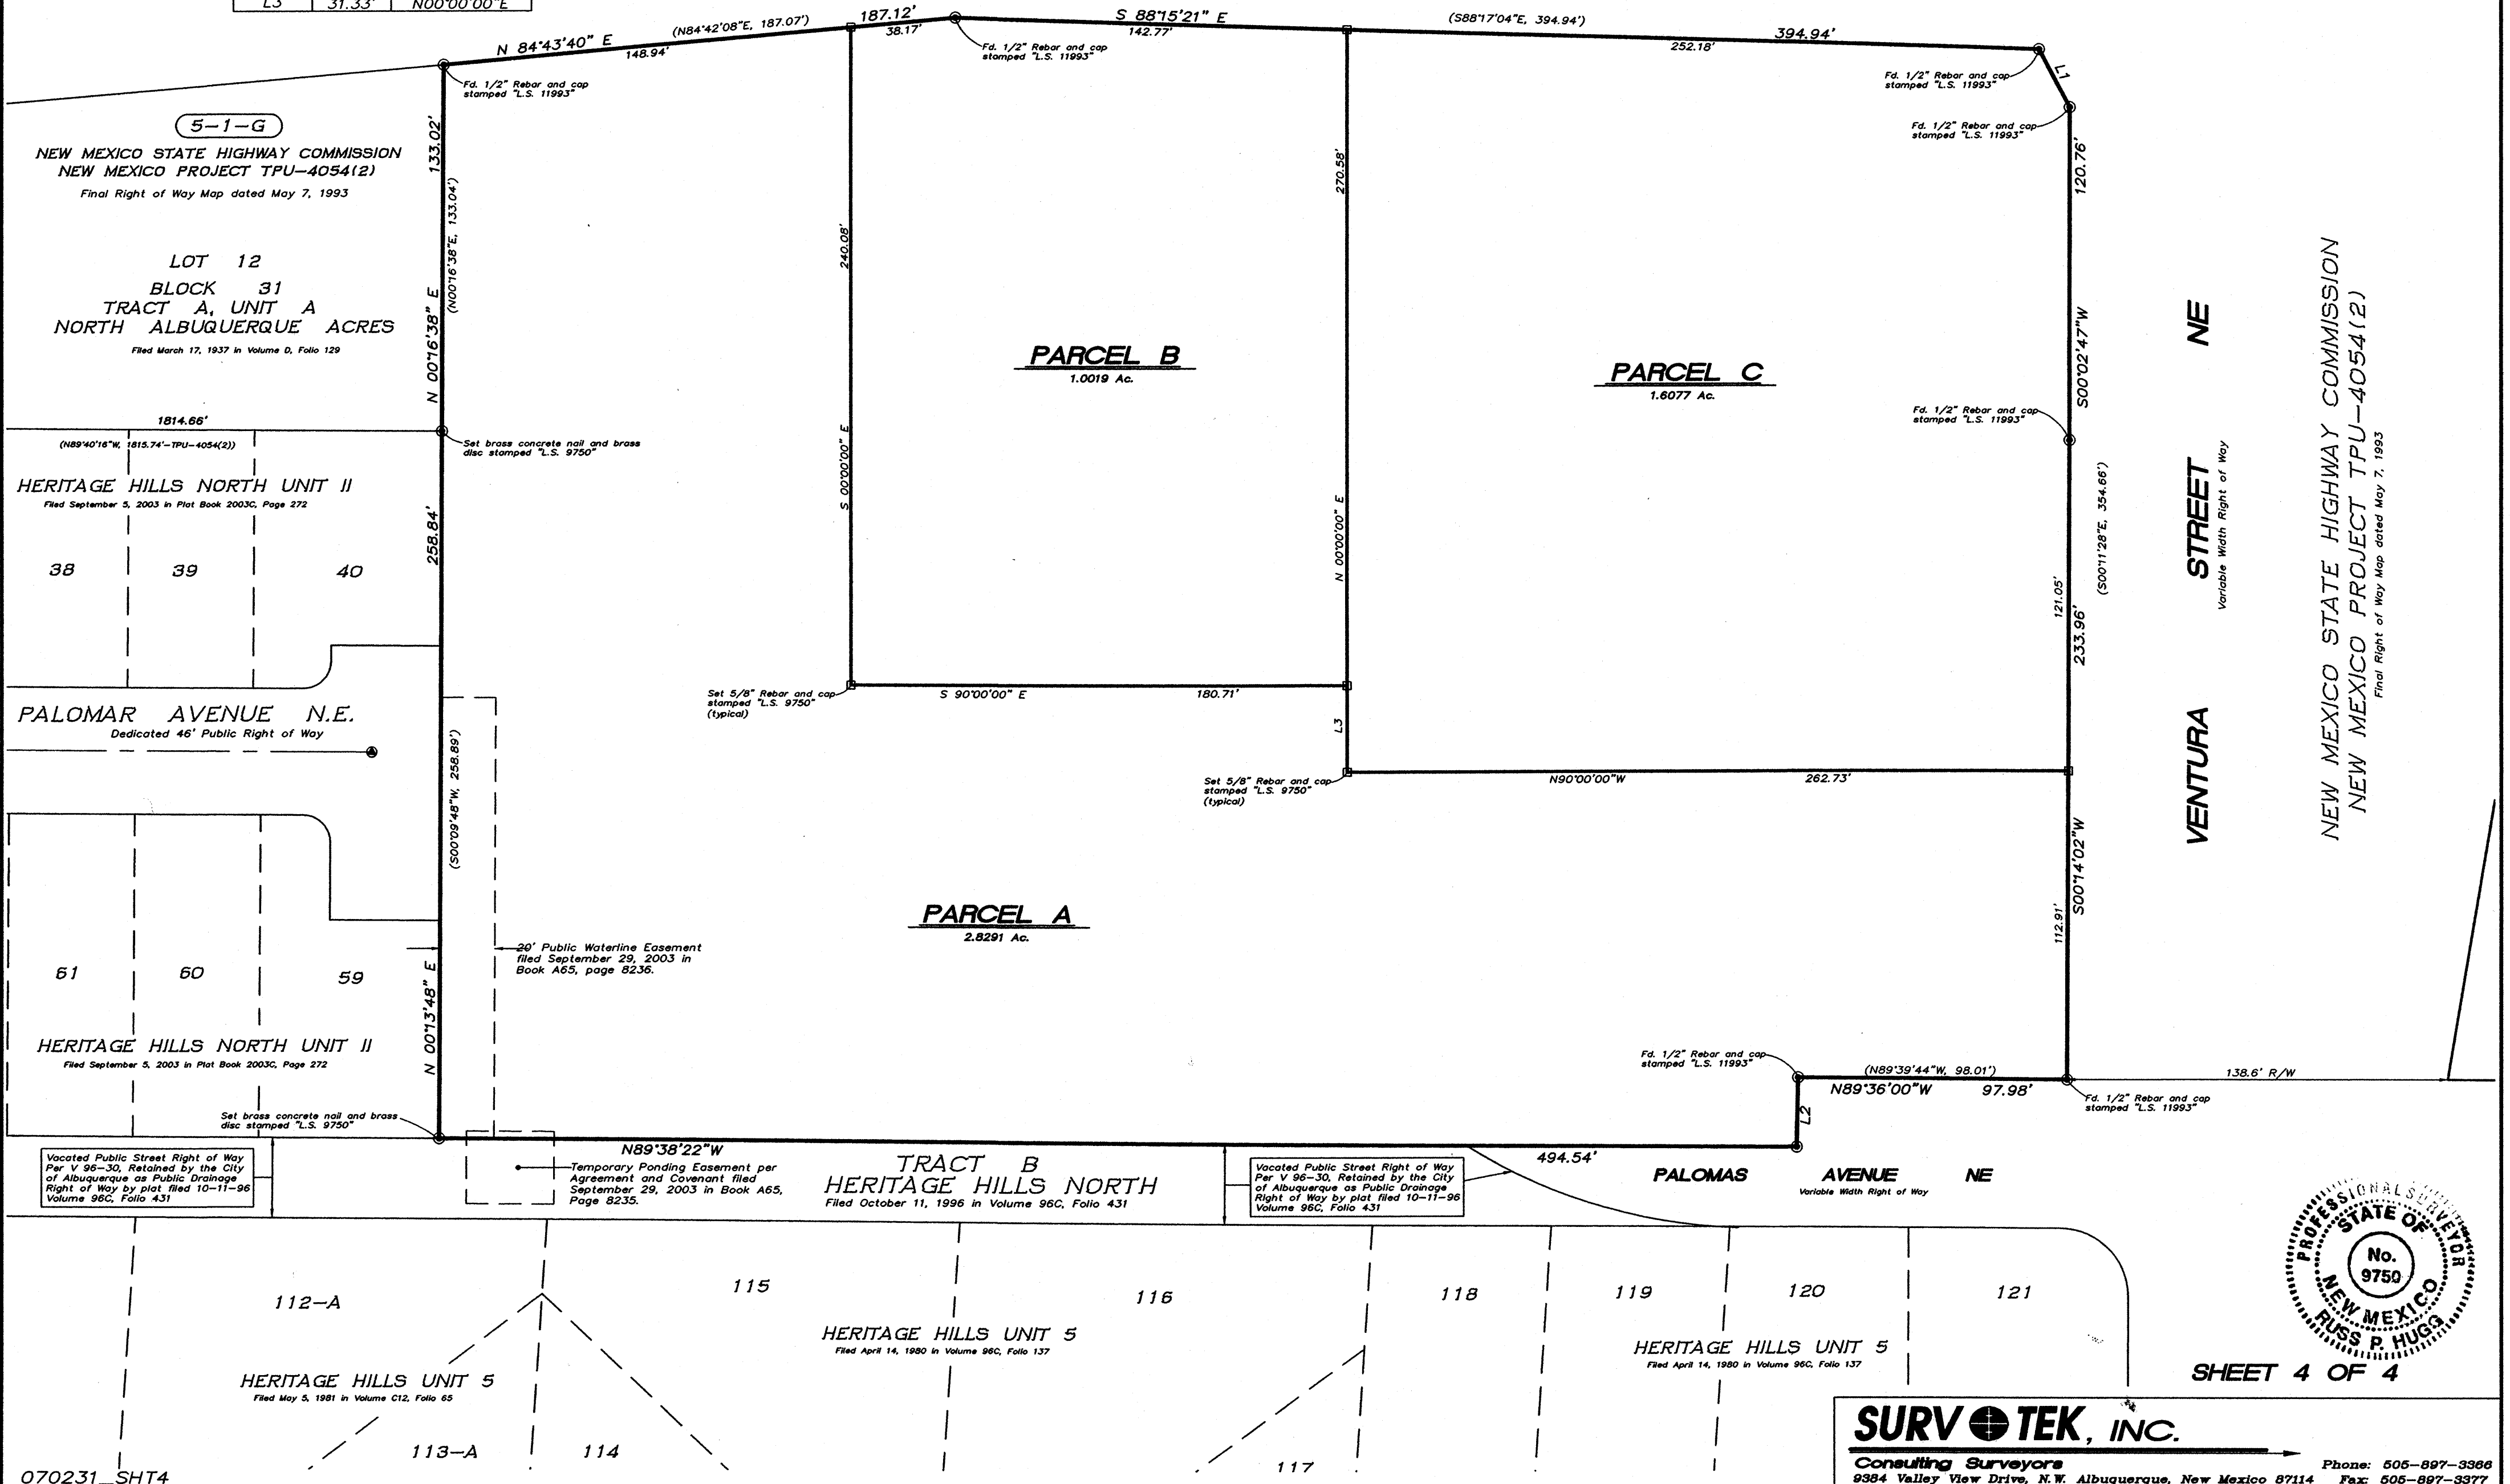 L3 31.33' N00°00'00"E
N 84°43'40" E
148.94'
(N84°42'08"E, 187.07')
187.12'
38.17'
S 88°15'21" E
142.77'
(S88°17'04"E, 394.94')
394.94'
252.18'
Fd. 1/2" Rebar and cap
stamped "L.S. 11993"
Fd. 1/2" Rebar and cap
stamped "L.S. 11993"
Fd. 1/2" Rebar and cap
stamped "L.S. 11993"
L1
Fd. 1/2" Rebar and cap
stamped "L.S. 11993"
5-1-G
NEW MEXICO STATE HIGHWAY COMMISSION
NEW MEXICO PROJECT TPU-4054(2)
Final Right of Way Map dated May 7, 1993
LOT 12
BLOCK 31
TRACT A, UNIT A
NORTH ALBUQUERQUE ACRES
Filed March 17, 1937 in Volume D, Folio 129
133.02'
(N00°16'38"E, 133.04')
N 00°16'38" E
1814.66'
(N89°40'16"W, 1815.74'-TPU-4054(2))
Set brass concrete nail and brass
disc stamped "L.S. 9750"
HERITAGE HILLS NORTH UNIT II
Filed September 5, 2003 in Plat Book 2003C, Page 272
38
39
40
258.84'
240.08'
S 00°00'00" E
PARCEL B
1.0019 Ac.
270.58'
N 00°00'00" E
PARCEL C
1.6077 Ac.
120.76'
S00°02'47"W
Fd. 1/2" Rebar and cap
stamped "L.S. 11993"
(S00°11'28"E, 354.66')
121.05'
233.96'
VENTURA STREET NE
Variable Width Right of Way
NEW MEXICO STATE HIGHWAY COMMISSION
NEW MEXICO PROJECT TPU-4054(2)
Final Right of Way Map dated May 7, 1993
Set 5/8" Rebar and cap
stamped "L.S. 9750"
(typical)
S 90°00'00" E
180.71'
L3
Set 5/8" Rebar and cap
stamped "L.S. 9750"
(typical)
N90°00'00"W
262.73'
PALOMAR AVENUE N.E.
Dedicated 46' Public Right of Way
(S00°09'48"W, 258.89')
PARCEL A
2.8291 Ac.
S00°14'02"W
112.91'
20' Public Waterline Easement
filed September 29, 2003 in
Book A65, page 8236.
61
60
59
N 00°13'48" E
HERITAGE HILLS NORTH UNIT II
Filed September 5, 2003 in Plat Book 2003C, Page 272
Set brass concrete nail and brass
disc stamped "L.S. 9750"
Fd. 1/2" Rebar and cap
stamped "L.S. 11993"
(N89°39'44"W, 98.01')
N89°36'00"W
97.98'
138.6' R/W
Fd. 1/2" Rebar and cap
stamped "L.S. 11993"
L2
N89°38'22"W
494.54'
Vacated Public Street Right of Way
Per V 96-30, Retained by the City
of Albuquerque as Public Drainage
Right of Way by plat filed 10-11-96
Volume 96C, Folio 431
Temporary Ponding Easement per
Agreement and Covenant filed
September 29, 2003 in Book A65,
Page 8235.
TRACT B
HERITAGE HILLS NORTH
Filed October 11, 1996 in Volume 96C, Folio 431
Vacated Public Street Right of Way
Per V 96-30, Retained by the City
of Albuquerque as Public Drainage
Right of Way by plat filed 10-11-96
Volume 96C, Folio 431
PALOMAS AVENUE NE
Variable Width Right of Way
112-A
115
116
118
119
120
121
HERITAGE HILLS UNIT 5
Filed April 14, 1980 in Volume 96C, Folio 137
HERITAGE HILLS UNIT 5
Filed April 14, 1980 in Volume 96C, Folio 137
HERITAGE HILLS UNIT 5
Filed May 5, 1981 in Volume C12, Folio 65
113-A
114
117
PROFESSIONAL SURVEYOR
STATE OF
No.
9750
NEW MEXICO
RUSS P. HUGG
SHEET 4 OF 4
SURV TEK, INC.
Consulting Surveyors
Phone: 505-897-3366
9384 Valley View Drive, N.W. Albuquerque, New Mexico 87114
Fax: 505-897-3377
070231_SHT4